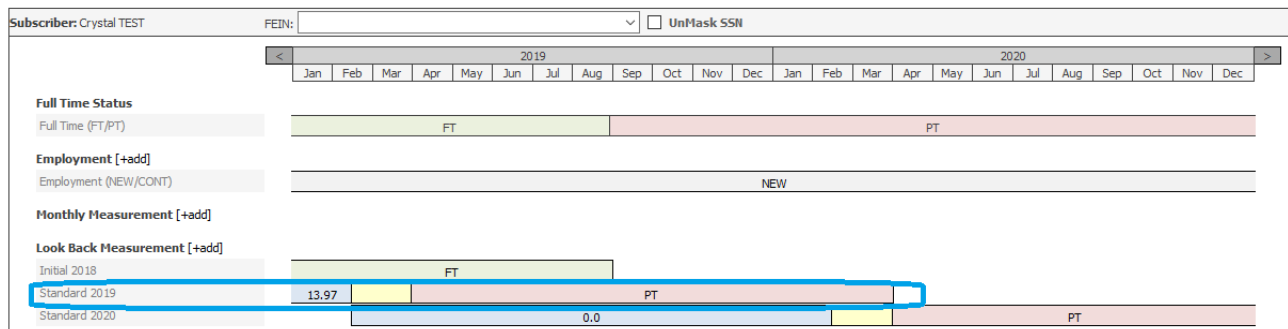 Subscriber: Crystal TEST FEIN: UnMask SSN
< 2019 2020 >
Jan Feb Mar Apr May Jun Jul Aug Sep Oct Nov Dec Jan Feb Mar Apr May Jun Jul Aug Sep Oct Nov Dec
Full Time Status
Full Time (FT/PT) FT PT
Employment [+add]
Employment (NEW/CONT) NEW
Monthly Measurement [+add]
Look Back Measurement [+add]
Initial 2018 FT
Standard 2019 13.97 PT
Standard 2020 0.0 PT